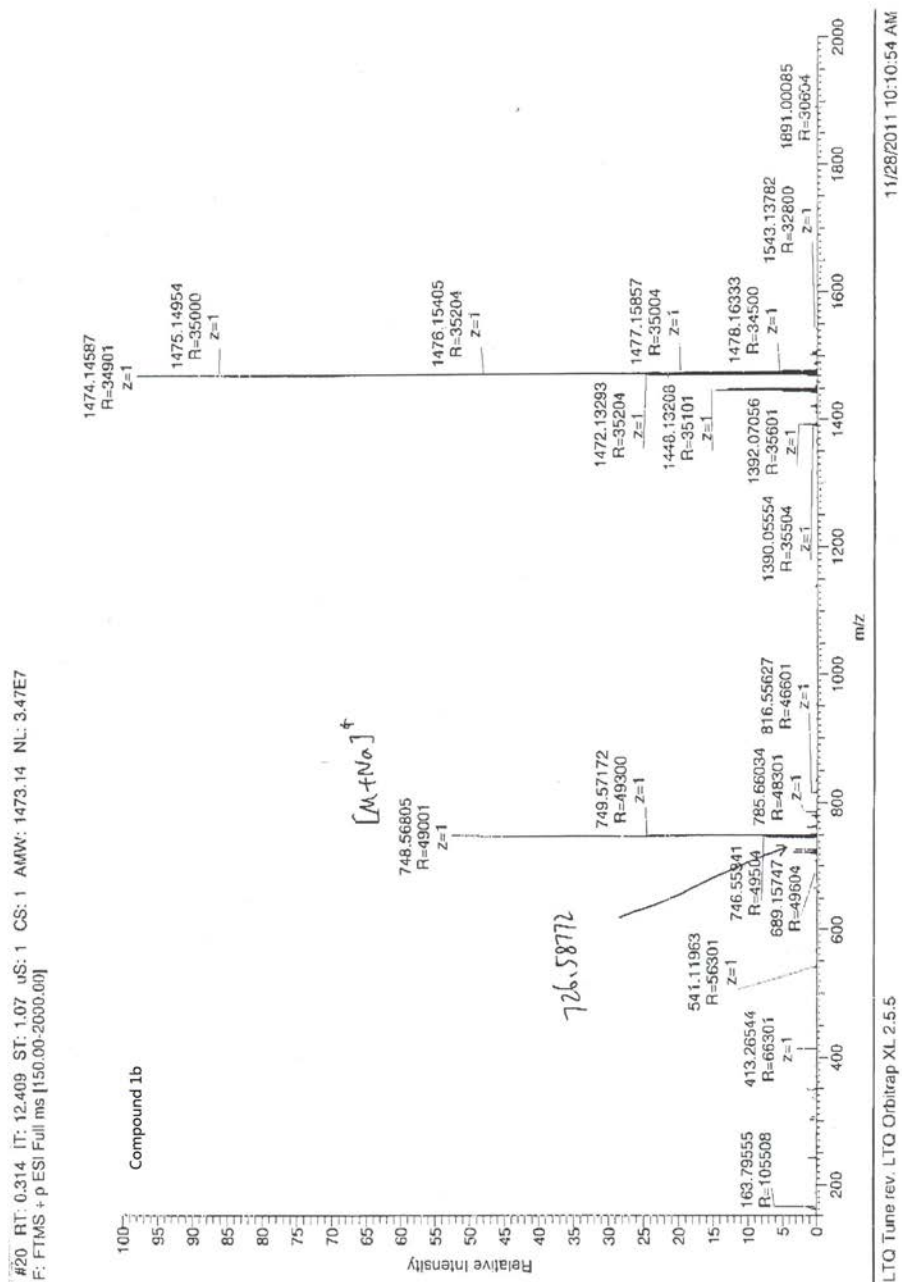 #20 RT: 0.314 IT: 12.409 ST: 1.07 uS: 1 CS: 1 AMW: 1473.14 NL: 3.47E7
F: FTMS + p ESI Full ms [150.00-2000.00]
Compound 1b
1474.14587
R=34901
z=1
1475.14954
R=35000
z=1
1476.15405
R=35204
z=1
1477.15857
R=35004
z=1
1478.16333
R=34500
z=1
1472.13293
R=35204
z=1
1448.13208
R=35101
z=1
1392.07056
R=35601
z=1
1390.05554
R=35504
z=1
1543.13782
R=32800
z=1
1891.00085
R=30604
[M+Na]+
748.56805
R=49001
z=1
749.57172
R=49300
z=1
785.66034
R=48301
z=1
816.55627
R=46601
z=1
726.58772
746.55341
R=49504
689.15747
R=49604
541.11963
R=56301
z=1
413.26544
R=66301
z=1
163.79555
R=105508
Relative Intensity
100
95
90
85
80
75
70
65
60
55
50
45
40
35
30
25
20
15
10
5
0
200 400 600 800 1000 1200 1400 1600 1800 2000
m/z
LTQ Tune rev. LTQ Orbitrap XL 2.5.5 11/28/2011 10:10:54 AM